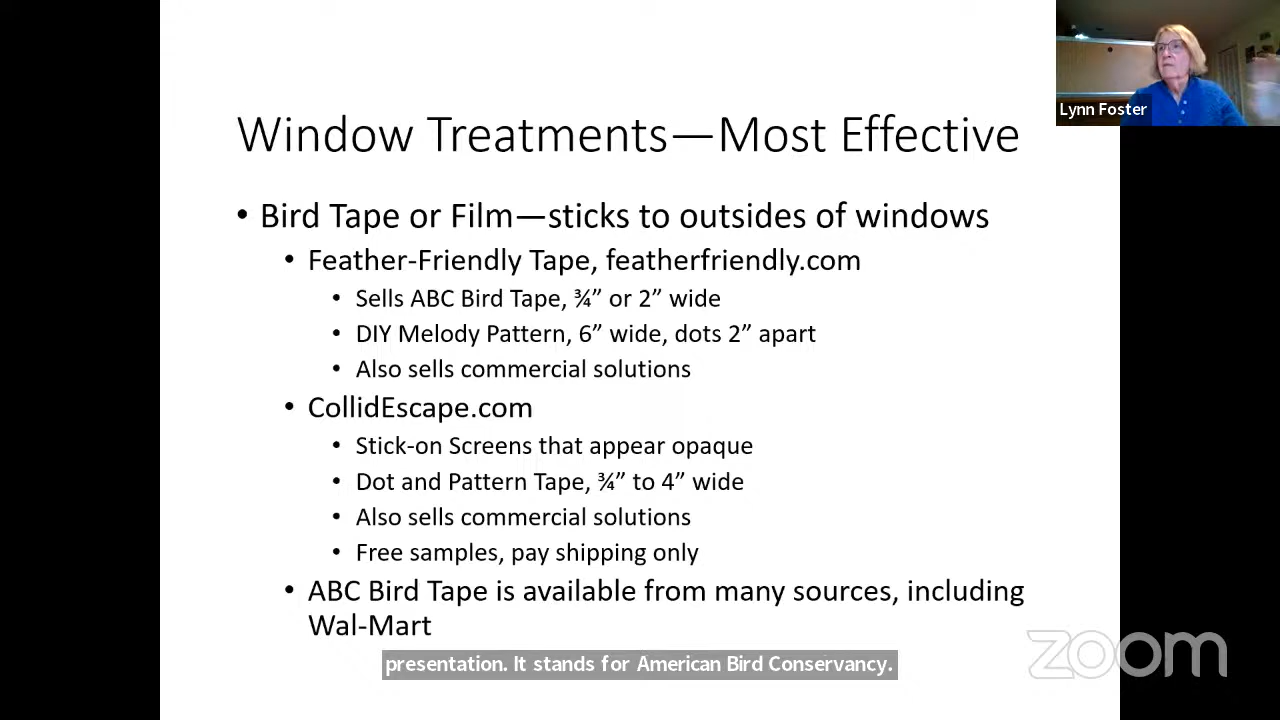 Lynn Foster
Window Treatments—Most Effective
• Bird Tape or Film—sticks to outsides of windows
• Feather-Friendly Tape, featherfriendly.com
• Sells ABC Bird Tape, ¾” or 2” wide
• DIY Melody Pattern, 6” wide, dots 2” apart
• Also sells commercial solutions
• CollidEscape.com
• Stick-on Screens that appear opaque
• Dot and Pattern Tape, ¾” to 4” wide
• Also sells commercial solutions
• Free samples, pay shipping only
• ABC Bird Tape is available from many sources, including
Wal-Mart
presentation. It stands for American Bird Conservancy.
zoom